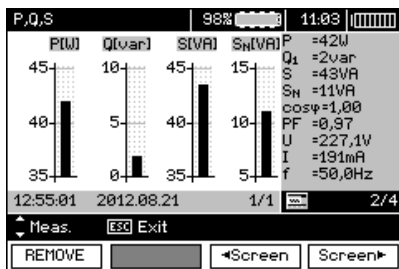 P,Q,S 98% 11:03
P[W] Q[var] S[VA] SN[VA]
45 10 45 15
40 5 40 10
35 0 35 5
P =42W
Q1 =2var
S =43VA
SN =11VA
cosφ=1,00
PF =0,97
U =227,1V
I =191mA
f =50,0Hz
12:55:01 2012.08.21 1/1 2/4
Meas. ESC Exit
REMOVE ◄Screen Screen►